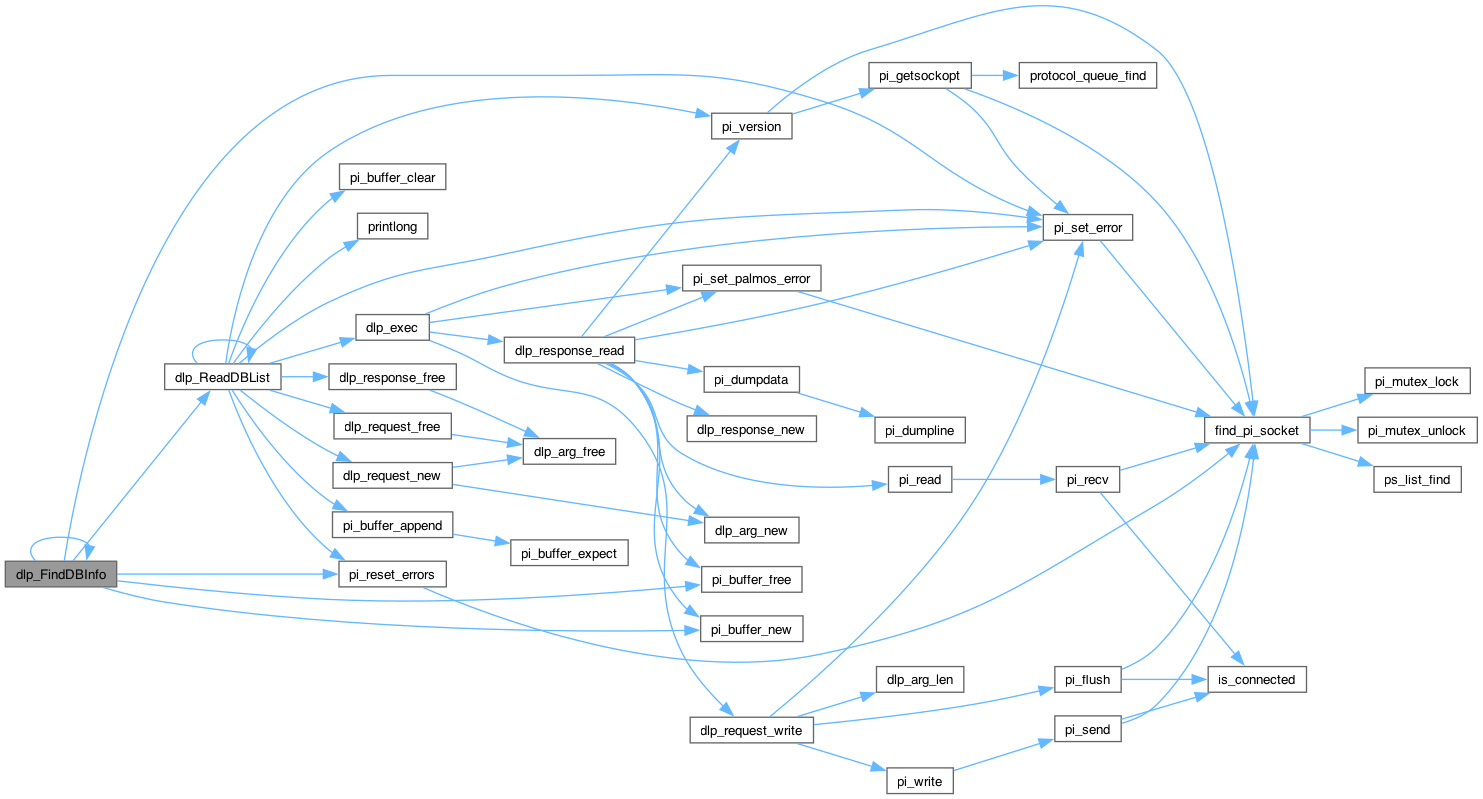 pi_getsockopt
protocol_queue_find
pi_version
pi_buffer_clear
printlong
pi_set_error
pi_set_palmos_error
dlp_exec
dlp_response_read
dlp_ReadDBList
dlp_response_free
pi_dumpdata
pi_mutex_lock
dlp_request_free
dlp_response_new
pi_dumpline
find_pi_socket
pi_mutex_unlock
dlp_arg_free
dlp_request_new
pi_read
pi_recv
ps_list_find
pi_buffer_append
dlp_arg_new
pi_buffer_expect
dlp_FindDBInfo
pi_reset_errors
pi_buffer_free
pi_buffer_new
dlp_arg_len
pi_flush
is_connected
dlp_request_write
pi_send
pi_write